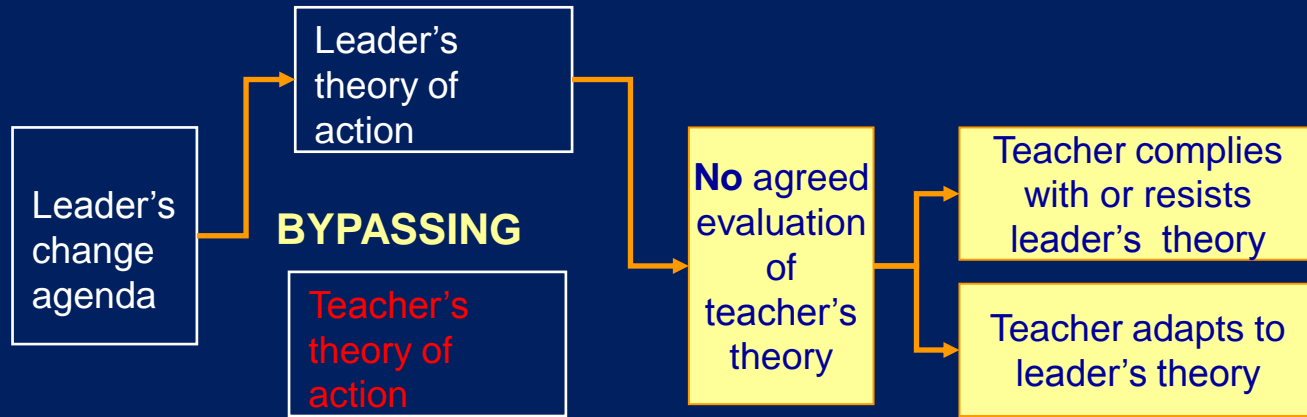 Leader’s
change
agenda
Leader’s
theory of
action
BYPASSING
Teacher’s
theory of
action
No agreed
evaluation
of
teacher’s
theory
Teacher complies
with or resists
leader’s theory
Teacher adapts to
leader’s theory